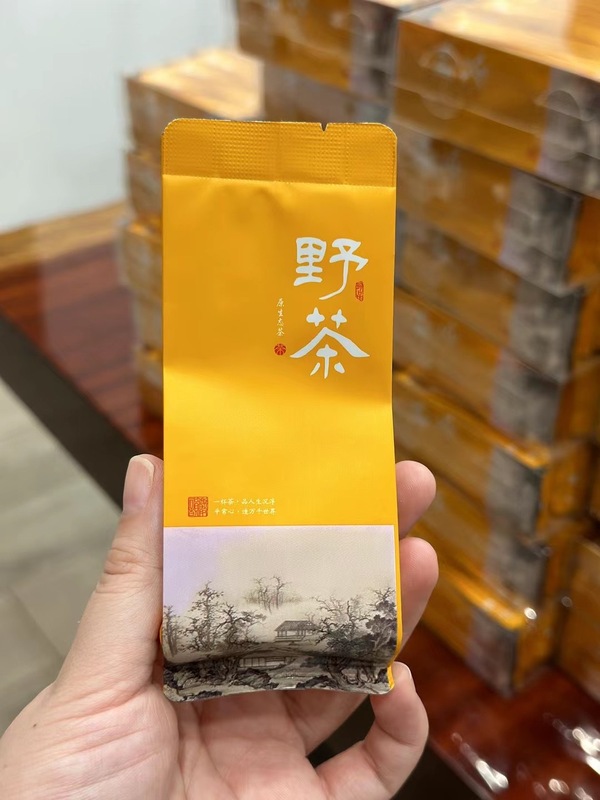 野茶
原生态茶
一杯茶·品人生沉浮
平常心·造万千世界